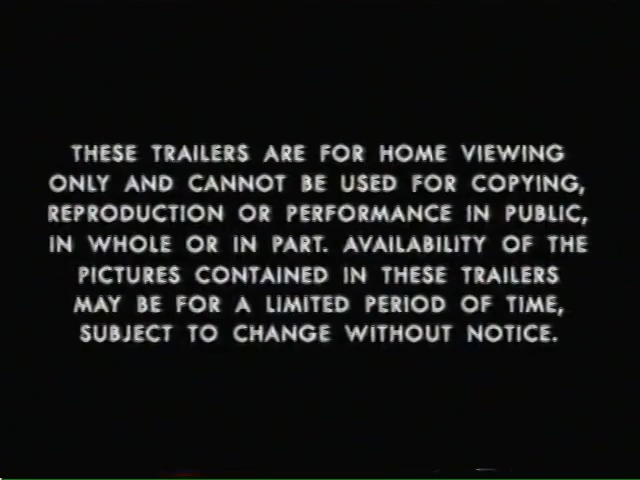 THESE TRAILERS ARE FOR HOME VIEWING
ONLY AND CANNOT BE USED FOR COPYING,
REPRODUCTION OR PERFORMANCE IN PUBLIC,
IN WHOLE OR IN PART. AVAILABILITY OF THE
PICTURES CONTAINED IN THESE TRAILERS
MAY BE FOR A LIMITED PERIOD OF TIME,
SUBJECT TO CHANGE WITHOUT NOTICE.